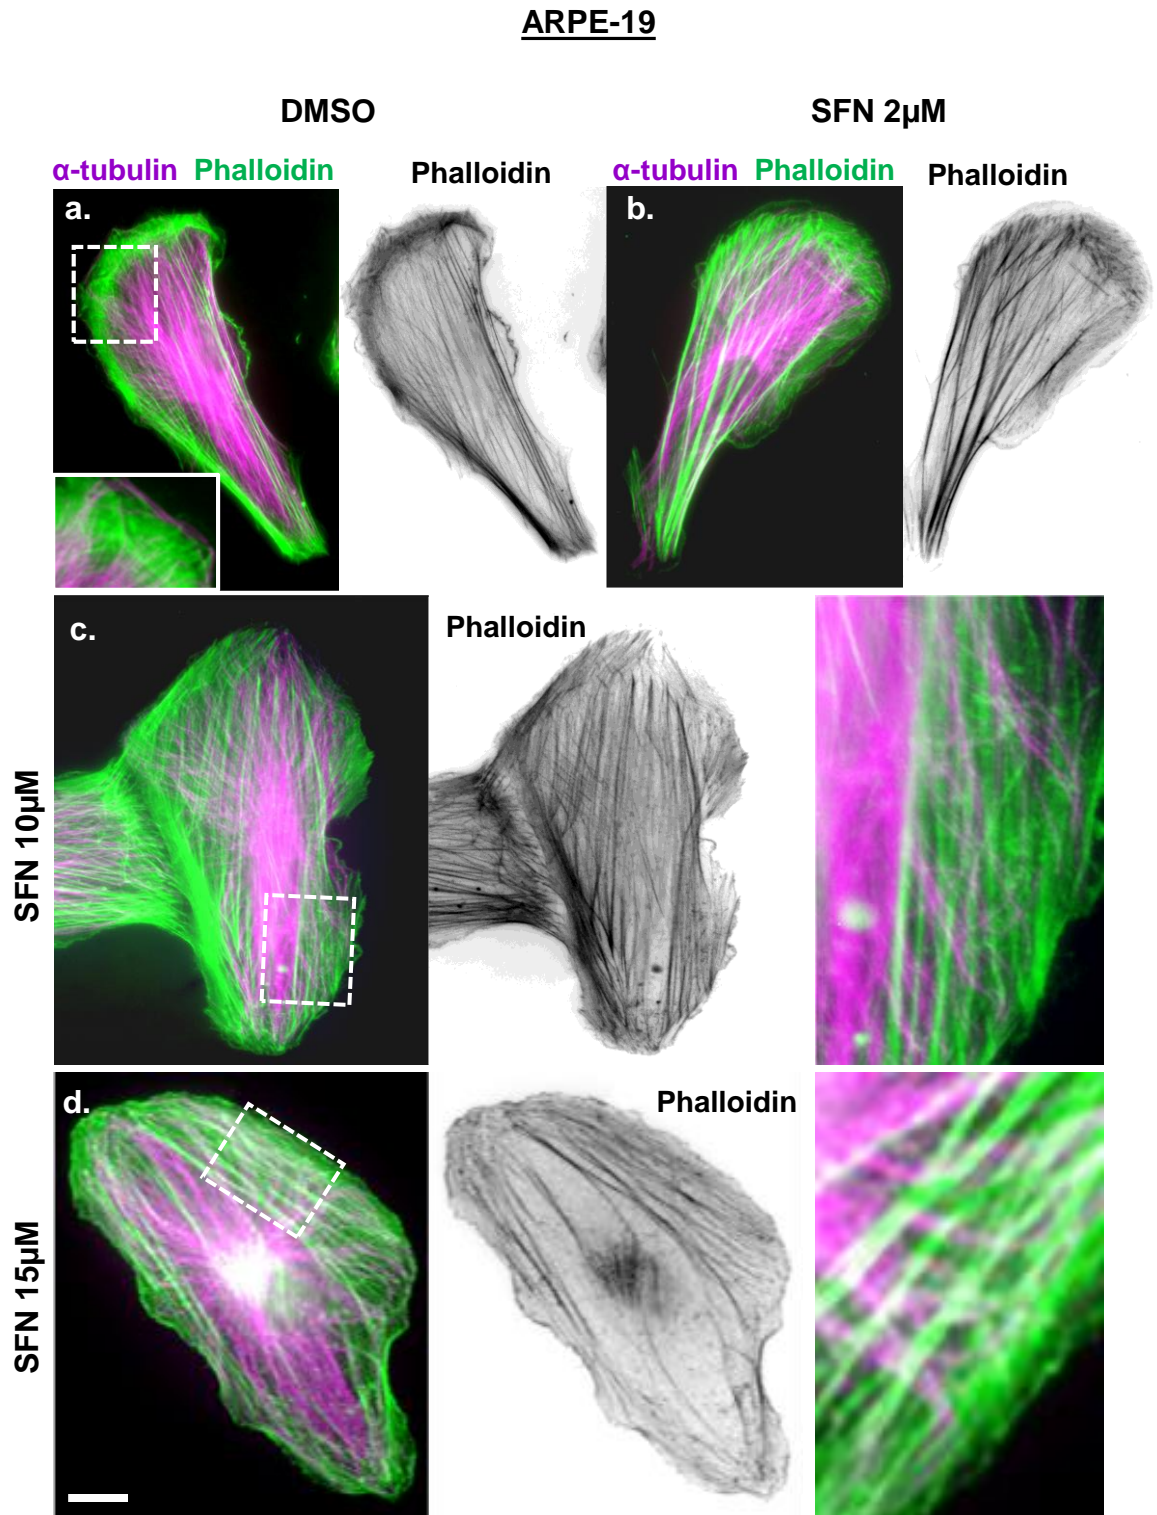 ARPE-19
DMSO
SFN 2µM
α-tubulin Phalloidin
Phalloidin
α-tubulin Phalloidin
Phalloidin
a.
b.
SFN 10µM
c.
Phalloidin
SFN 15µM
d.
Phalloidin